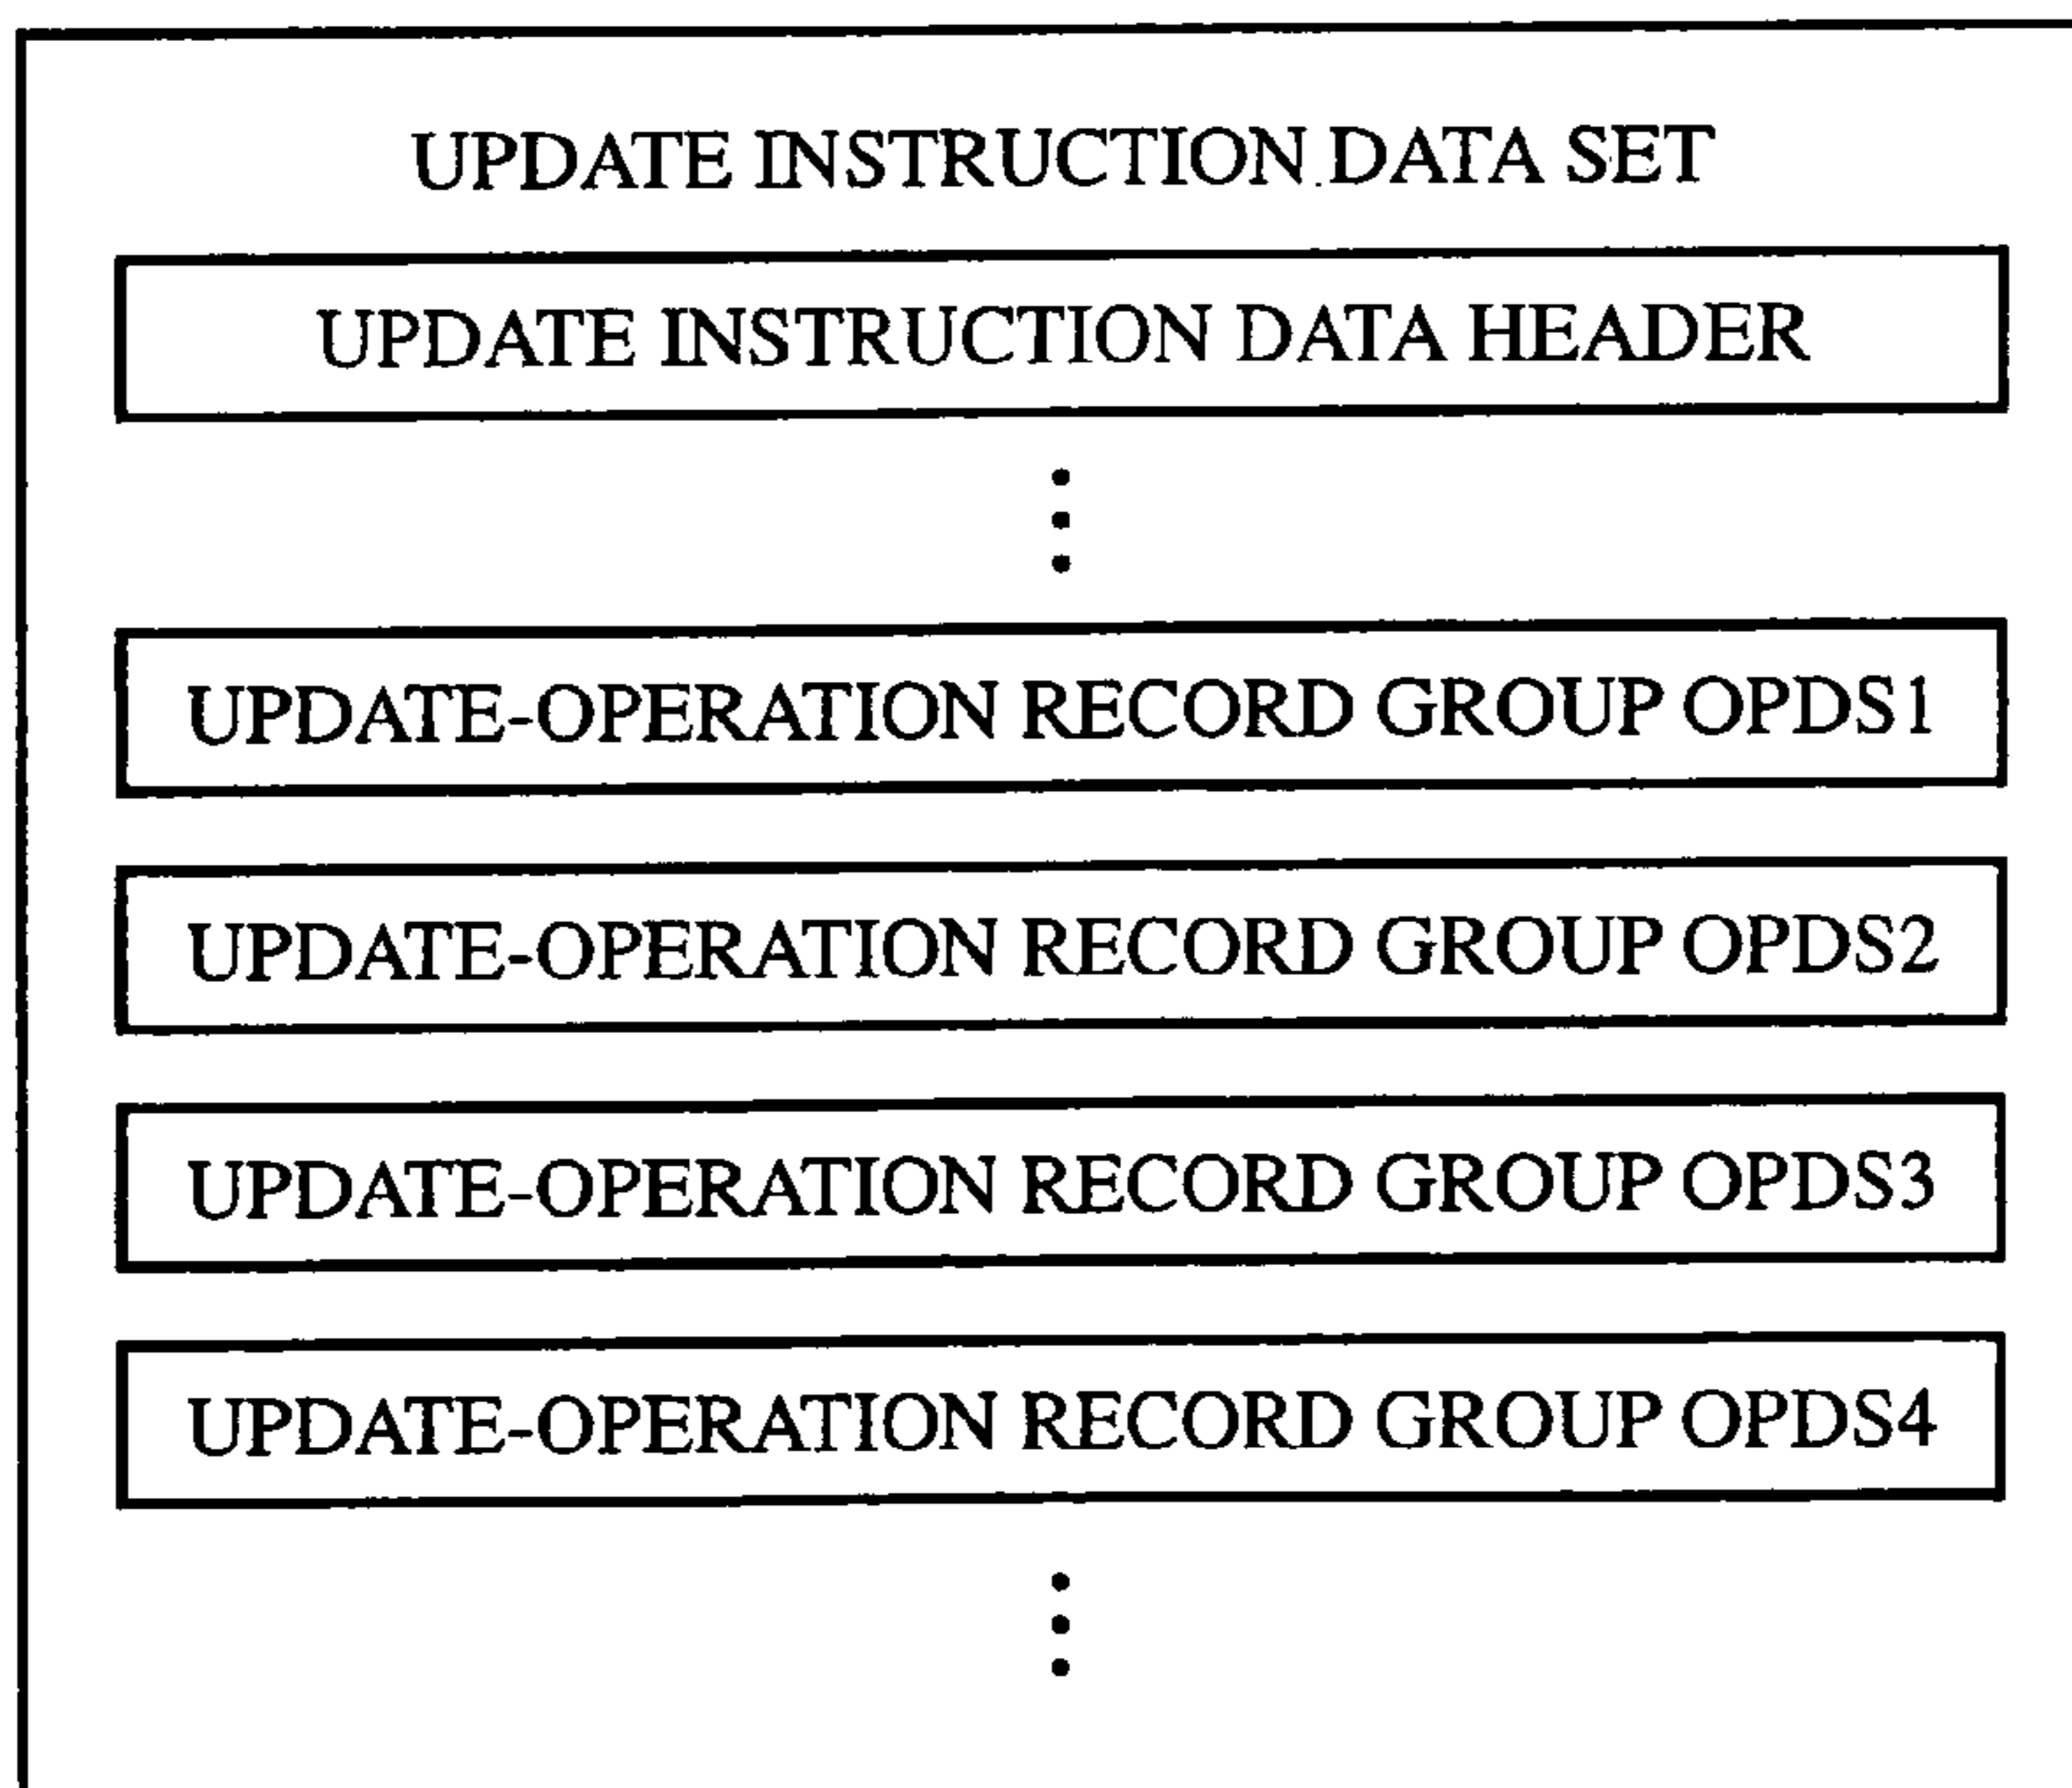 UPDATE INSTRUCTION DATA SET
UPDATE INSTRUCTION DATA HEADER
UPDATE-OPERATION RECORD GROUP OPDS1
UPDATE-OPERATION RECORD GROUP OPDS2
UPDATE-OPERATION RECORD GROUP OPDS3
UPDATE-OPERATION RECORD GROUP OPDS4